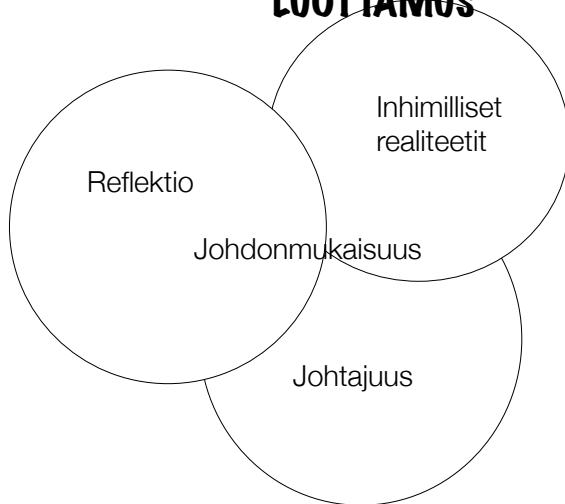 LUOTTAMUS
Inhimilliset
realiteetit
Reflektio
Johdonmukaisuus
Johtajuus